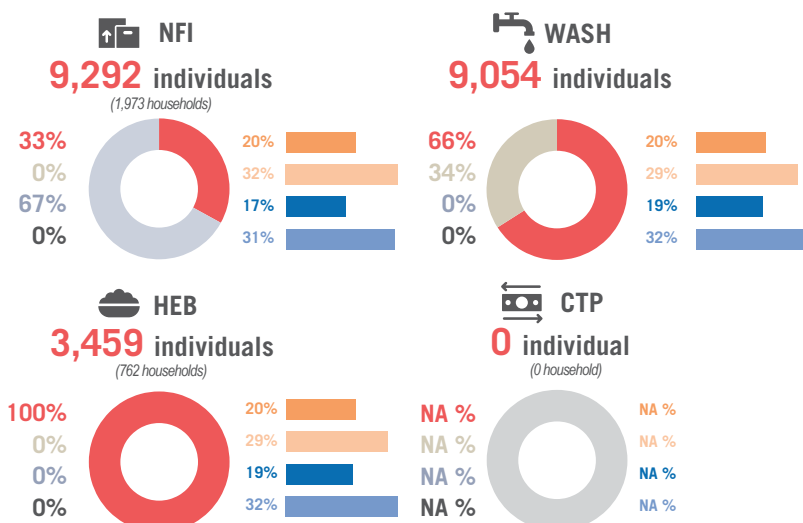 NFI
9,292 individuals
(1,973 households)
33%
0%
67%
0%
20%
32%
17%
31%
WASH
9,054 individuals
66%
34%
0%
0%
20%
29%
19%
32%
HEB
3,459 individuals
(762 households)
100%
0%
0%
0%
20%
29%
19%
32%
CTP
0 individual
(0 household)
NA %
NA %
NA %
NA %
NA %
NA %
NA %
NA %